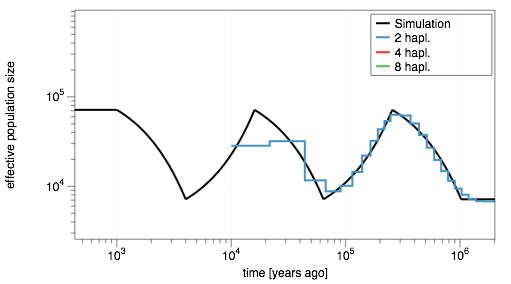 Simulation
2 hapl.
4 hapl.
8 hapl.
effective population size
10^5
10^4
10^3 10^4 10^5 10^6
time [years ago]